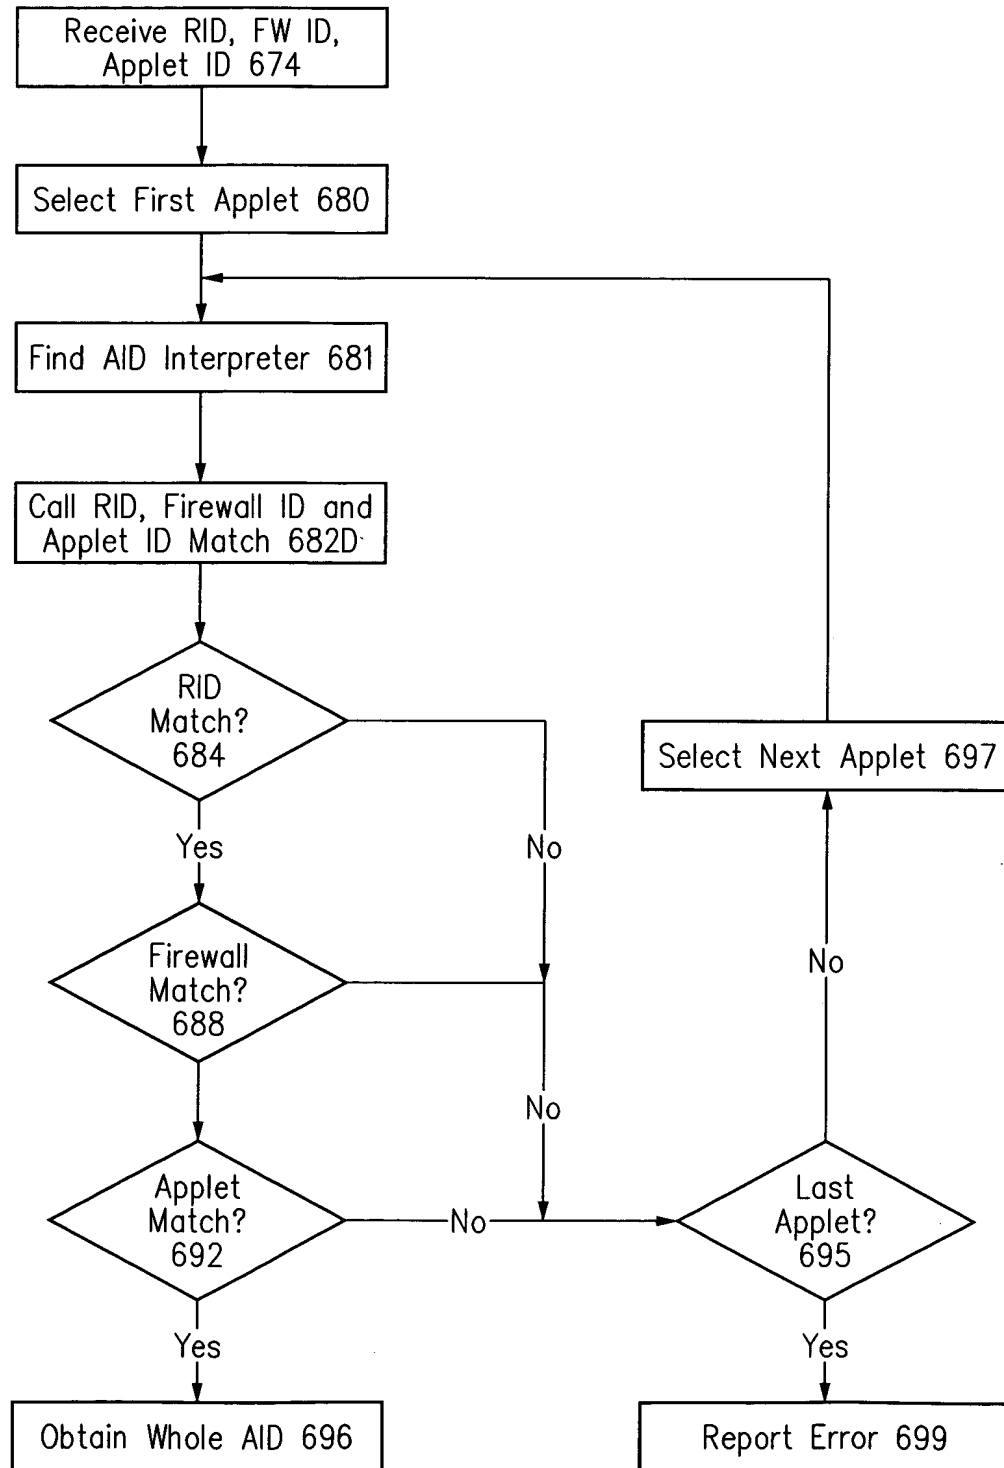 Receive RID, FW ID,
Applet ID 674
Select First Applet 680
Find AID Interpreter 681
Call RID, Firewall ID and
Applet ID Match 682D
RID
Match?
684
Yes
No
Select Next Applet 697
Firewall
Match?
688
No
No
Applet
Match?
692
No
Last
Applet?
695
Yes
Yes
Obtain Whole AID 696
Report Error 699